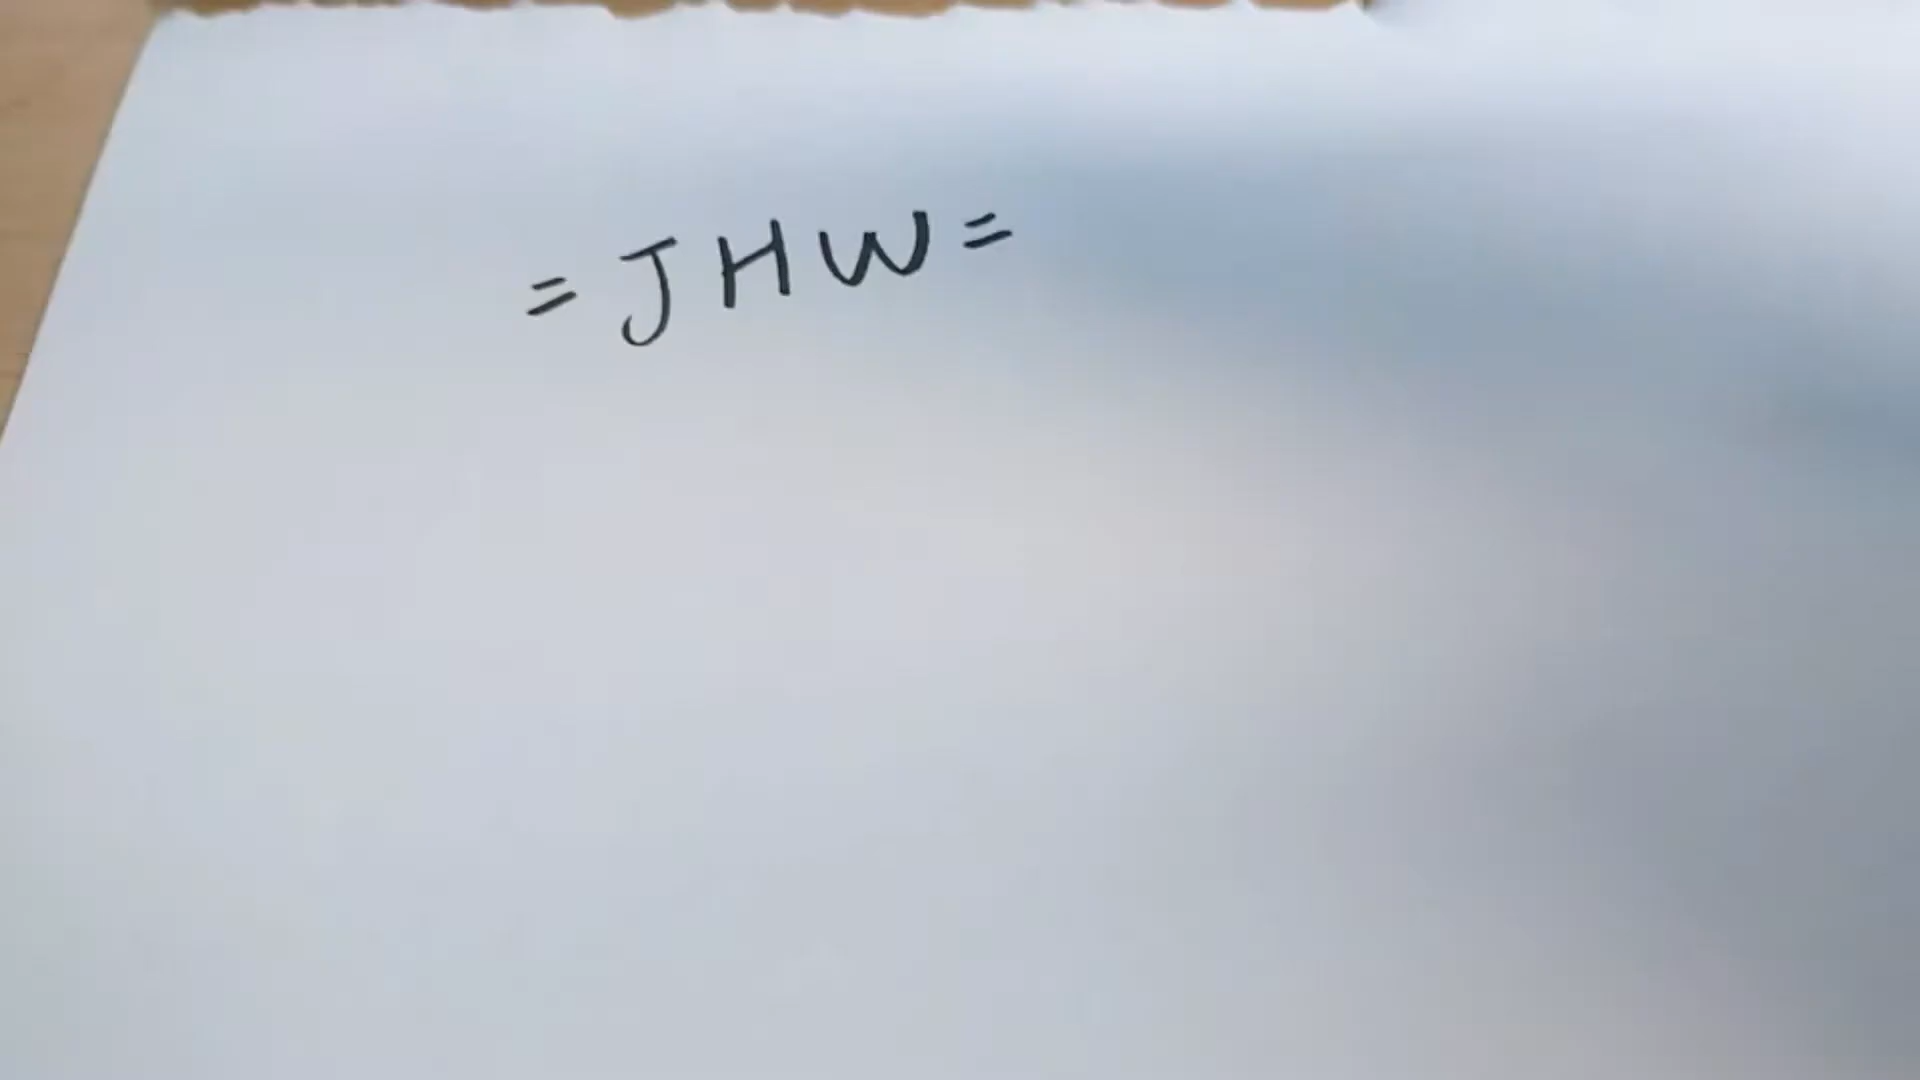 = JHW =